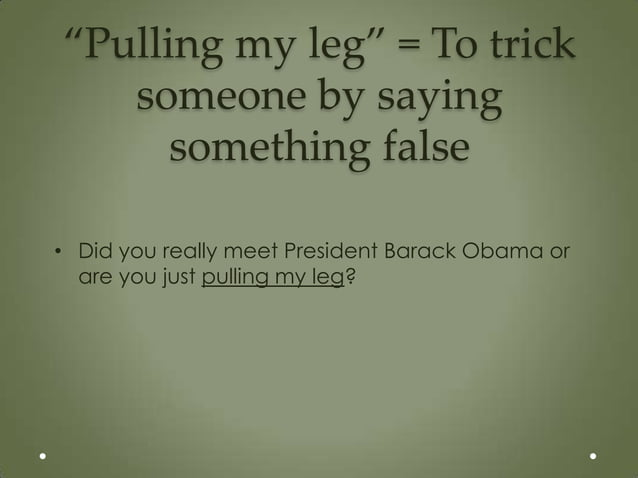 “Pulling my leg” = To trick
someone by saying
something false
• Did you really meet President Barack Obama or
are you just pulling my leg?